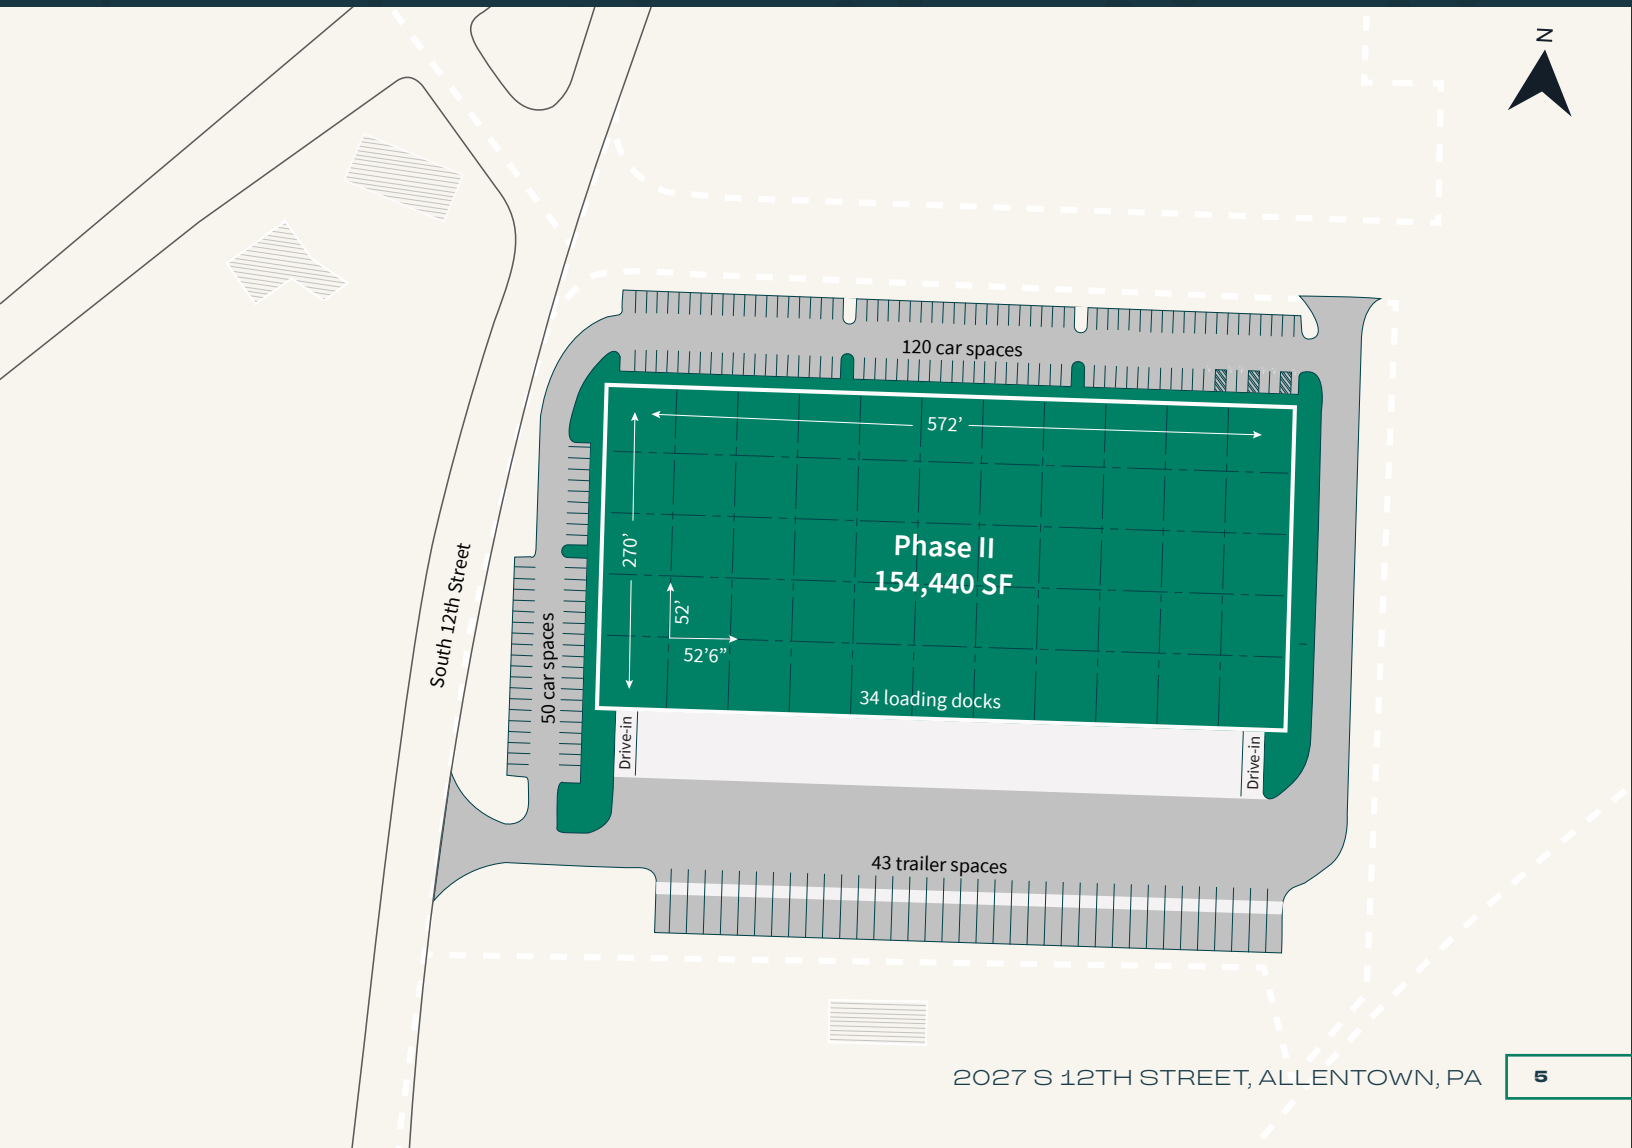 N
120 car spaces
572’
270’
Phase II
154,440 SF
52’
52’6”
South 12th Street
50 car spaces
34 loading docks
Drive-in
Drive-in
43 trailer spaces
2027 S 12TH STREET, ALLENTOWN, PA
5